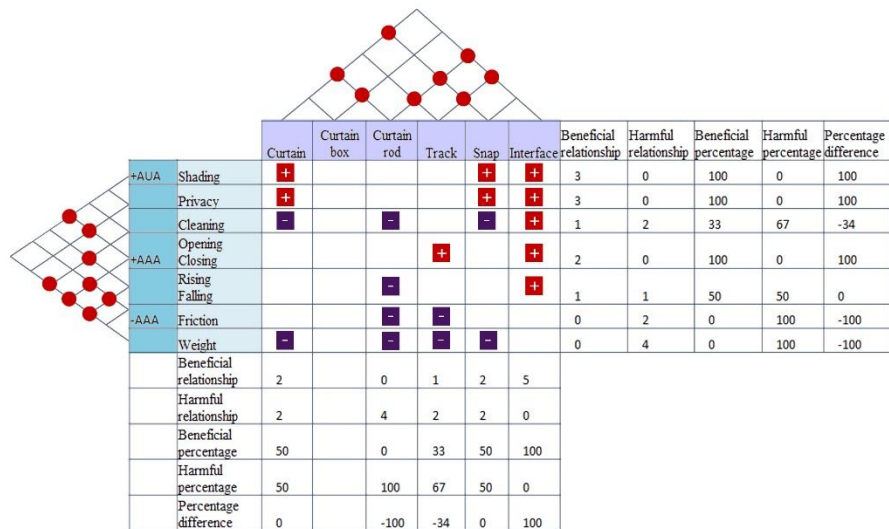 Curtain Curtain box Curtain rod Track Snap Interface Beneficial relationship Harmful relationship Beneficial percentage Harmful percentage Percentage difference
+AUA Shading + + + 3 0 100 0 100
Privacy + + + 3 0 100 0 100
Cleaning - - - + 1 2 33 67 -34
+AAA Opening Closing + + 2 0 100 0 100
Rising Falling - + 1 1 50 50 0
-AAA Friction - - 0 2 0 100 -100
Weight - - - - 0 4 0 100 -100
Beneficial relationship 2 0 1 2 5
Harmful relationship 2 4 2 2 0
Beneficial percentage 50 0 33 50 100
Harmful percentage 50 100 67 50 0
Percentage difference 0 -100 -34 0 100